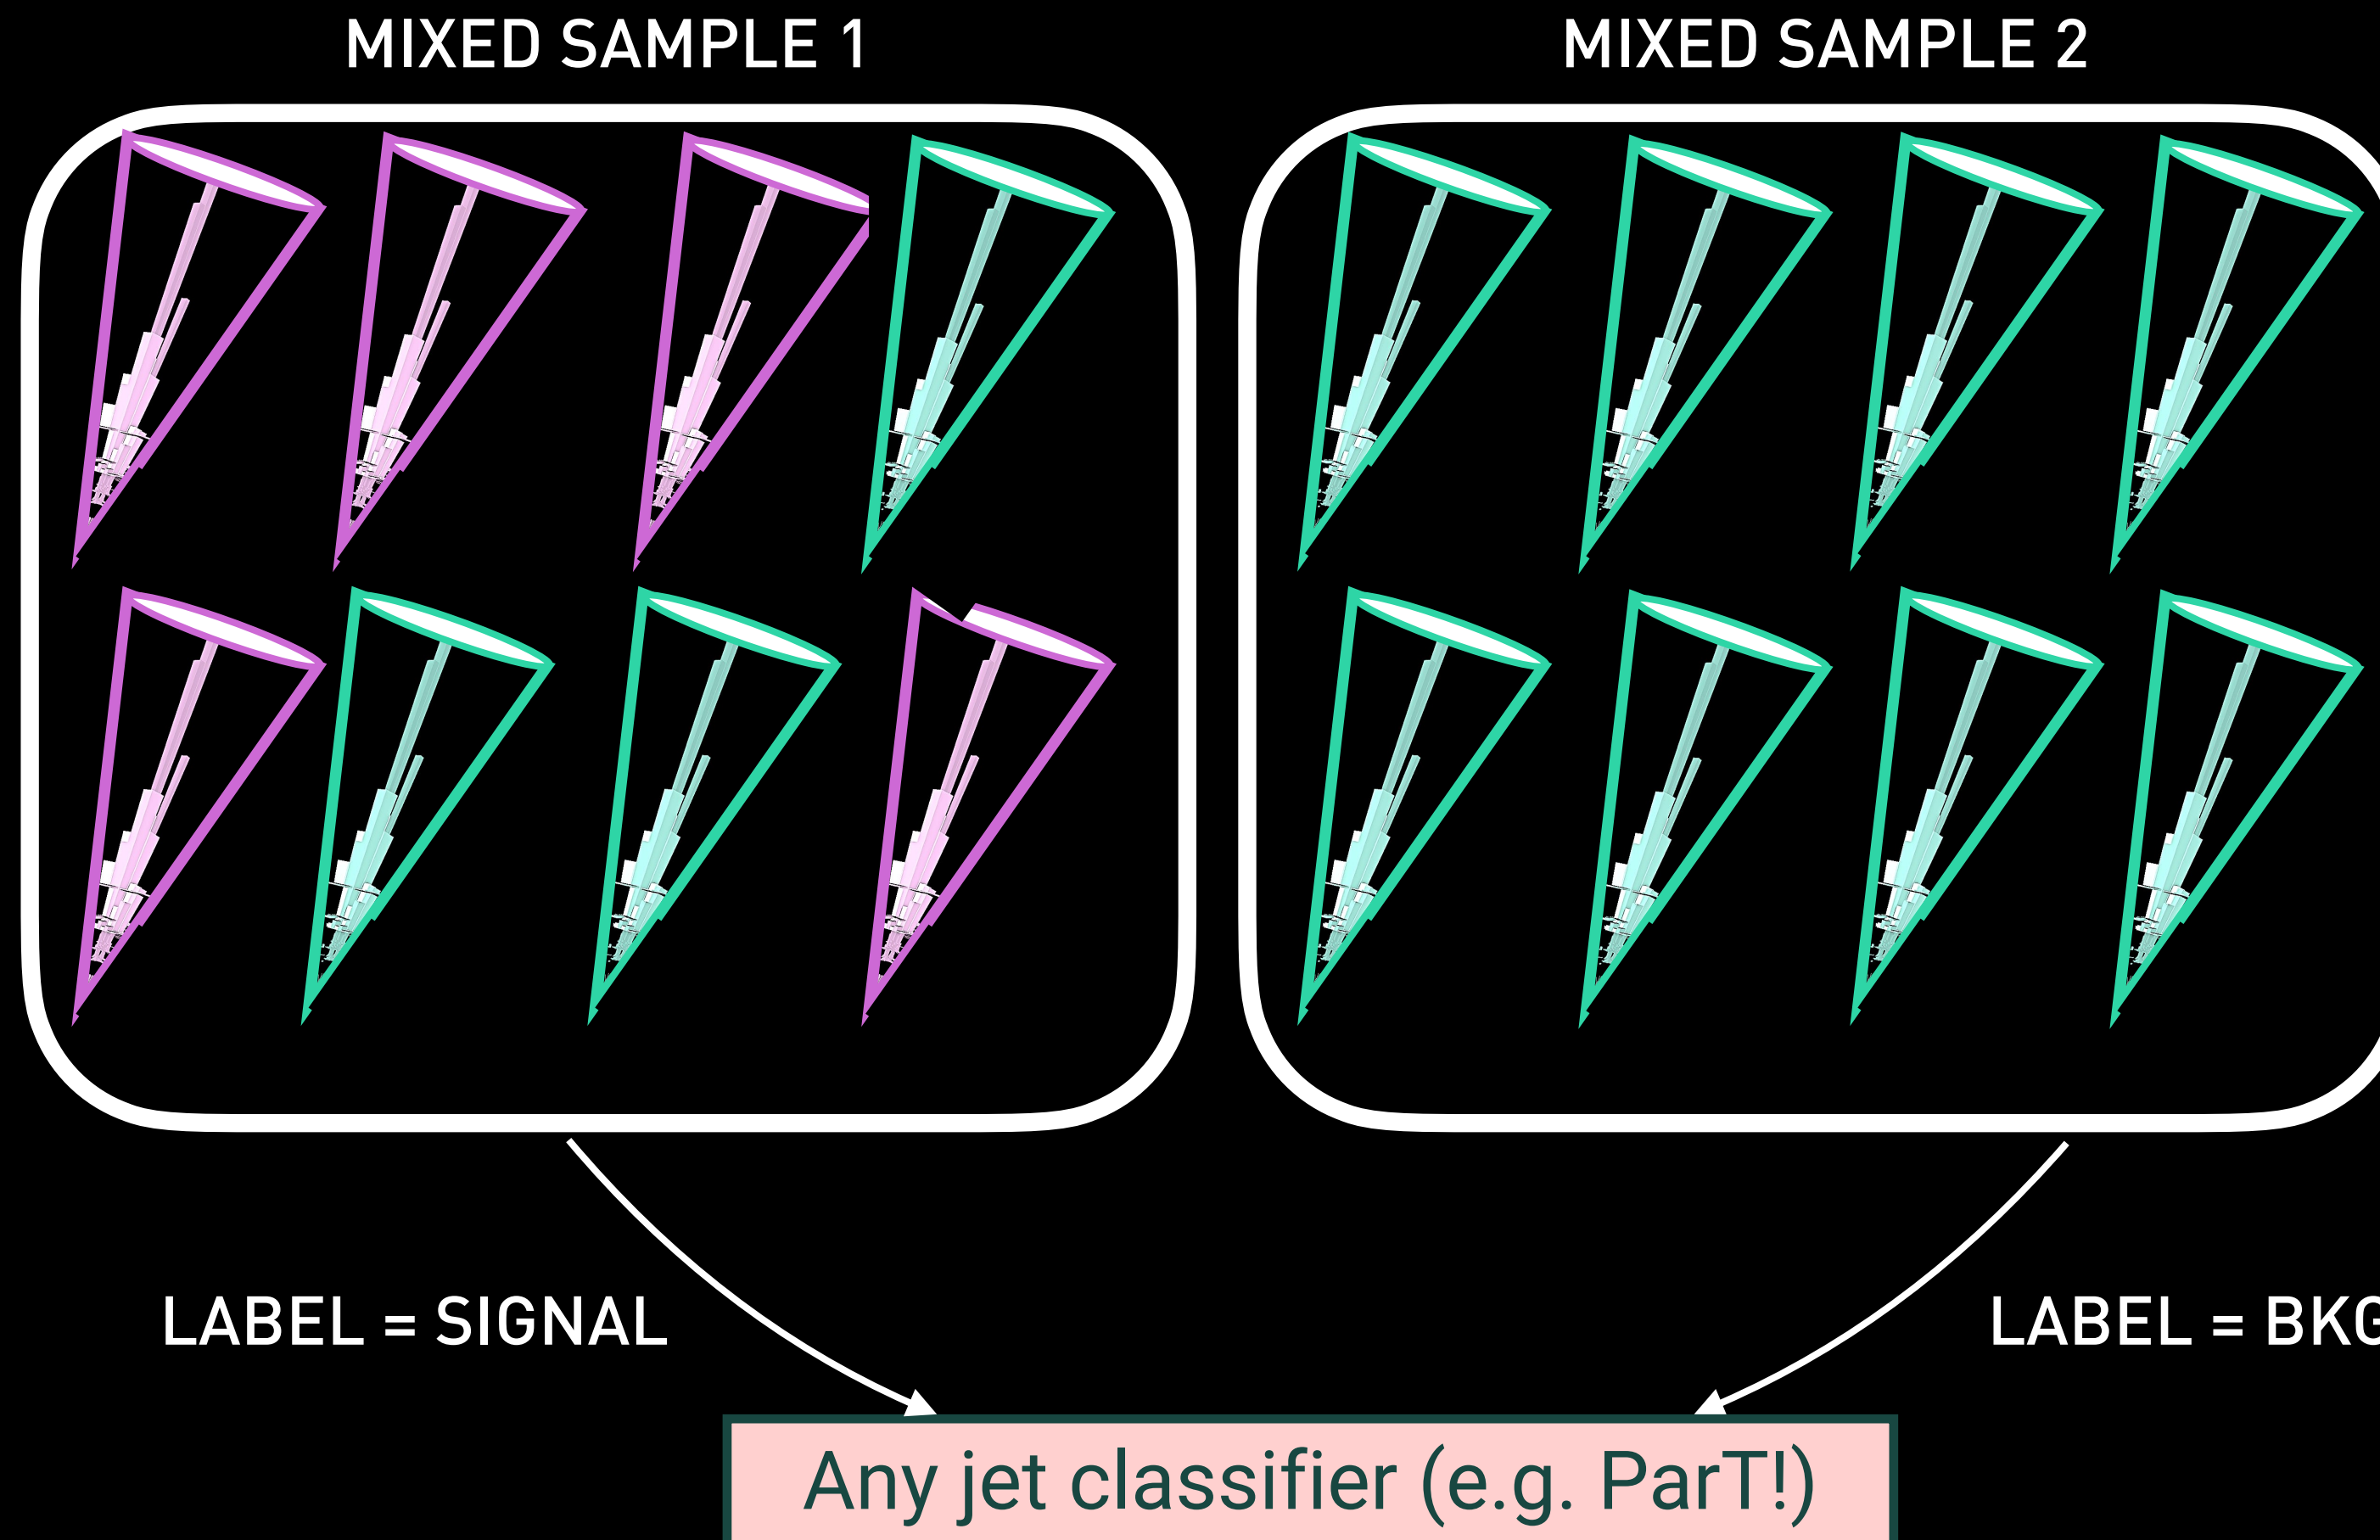 MIXED SAMPLE 1
MIXED SAMPLE 2
LABEL = SIGNAL
LABEL = BKG
Any jet classifier (e.g. ParT!)